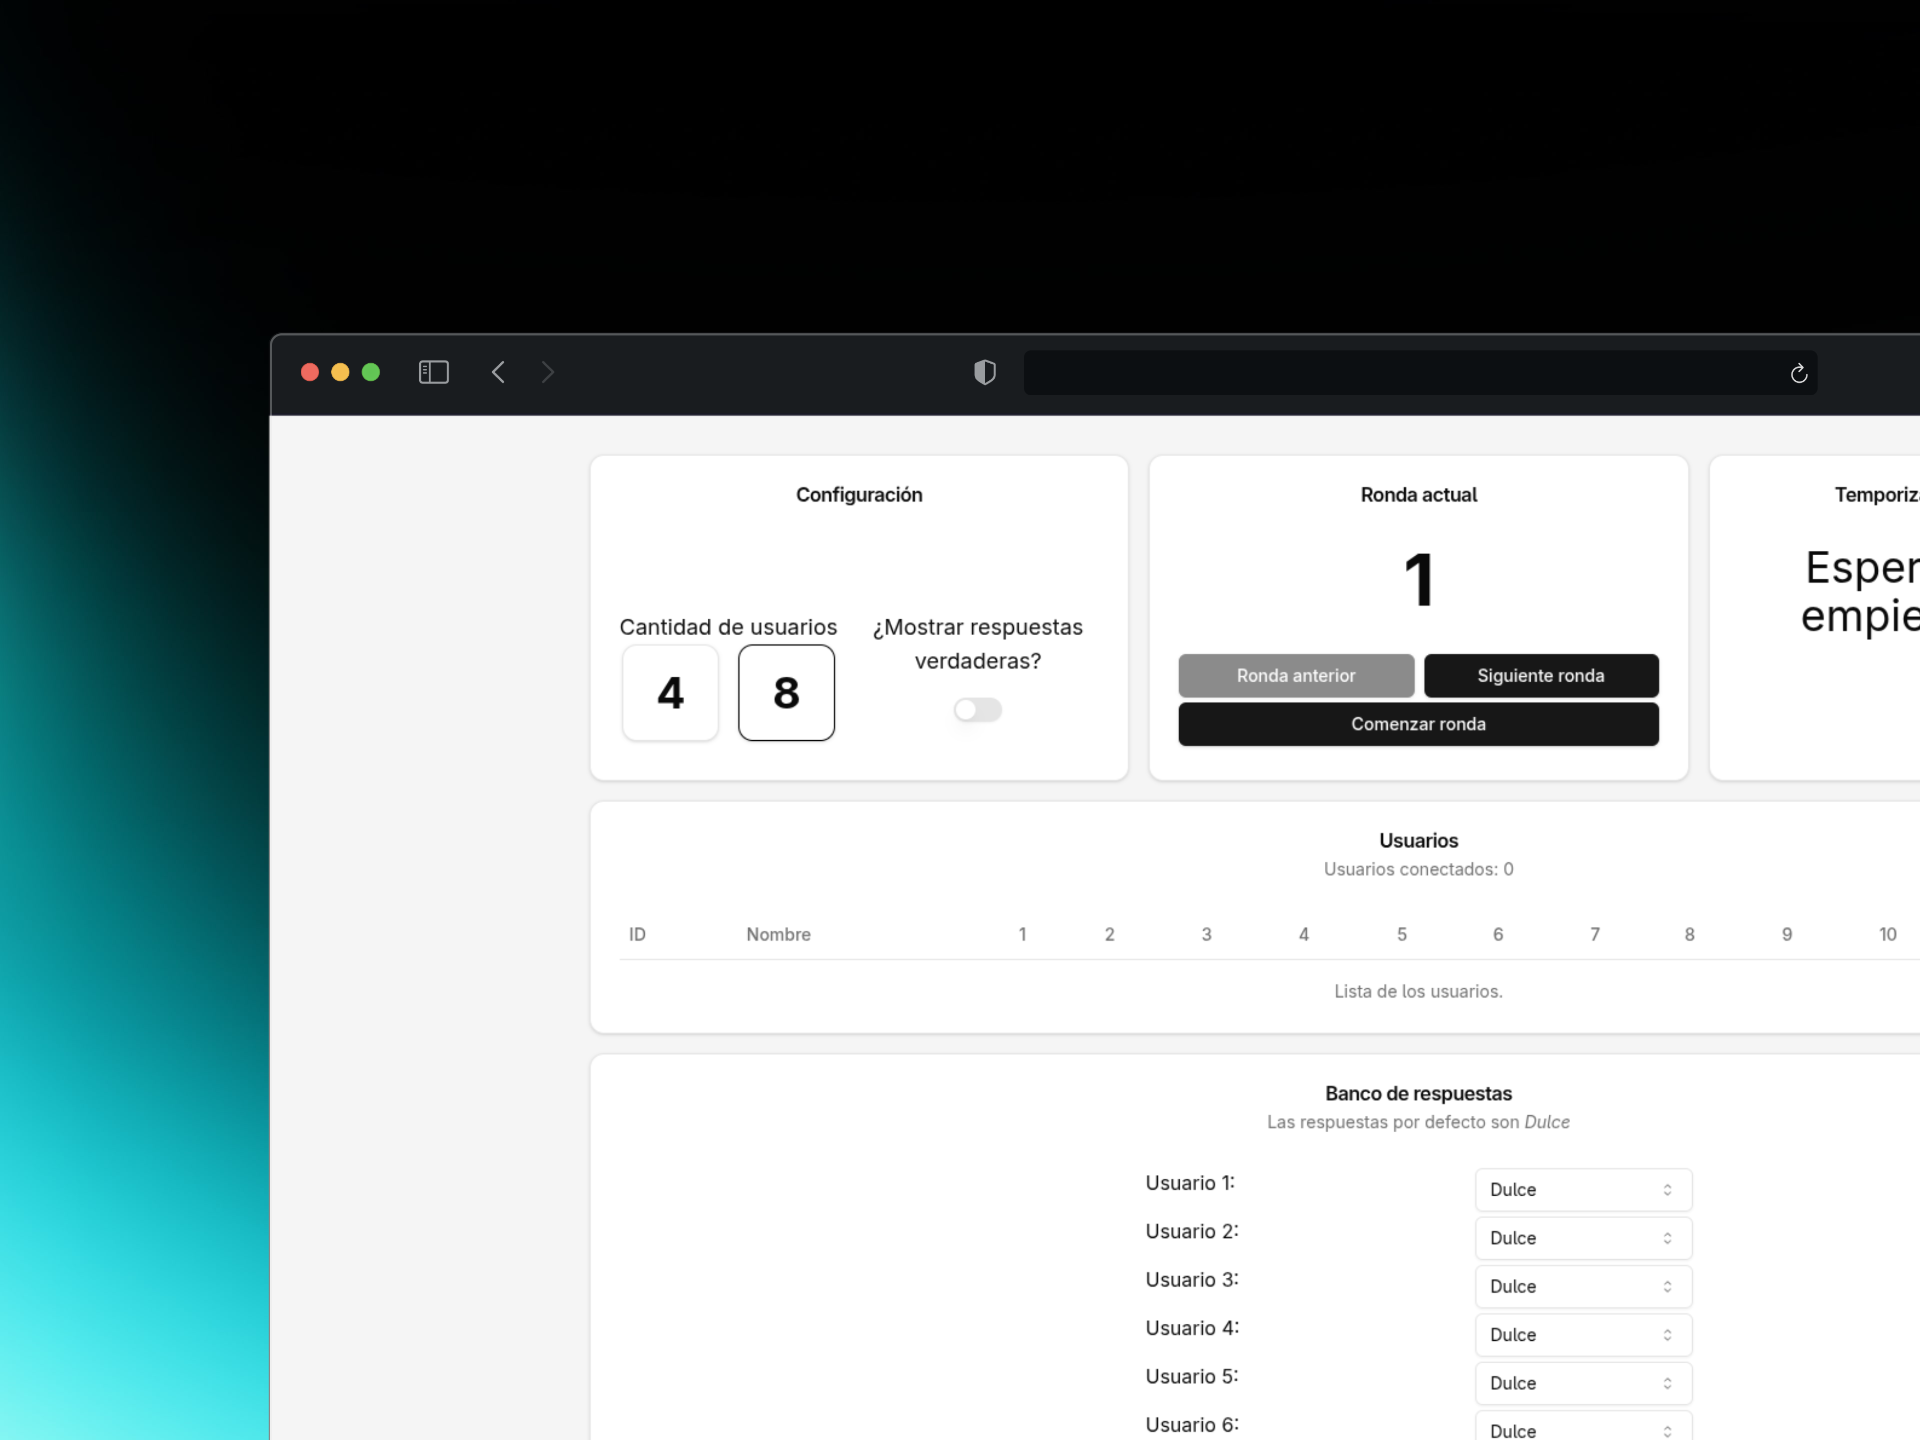 Configuración
Cantidad de usuarios
4
8
¿Mostrar respuestas
verdaderas?
Ronda actual
1
Ronda anterior
Siguiente ronda
Comenzar ronda
Temporiz
Esper
empie
Usuarios
Usuarios conectados: 0
ID Nombre 1 2 3 4 5 6 7 8 9 10
Lista de los usuarios.
Banco de respuestas
Las respuestas por defecto son Dulce
Usuario 1: Dulce
Usuario 2: Dulce
Usuario 3: Dulce
Usuario 4: Dulce
Usuario 5: Dulce
Usuario 6: Dulce